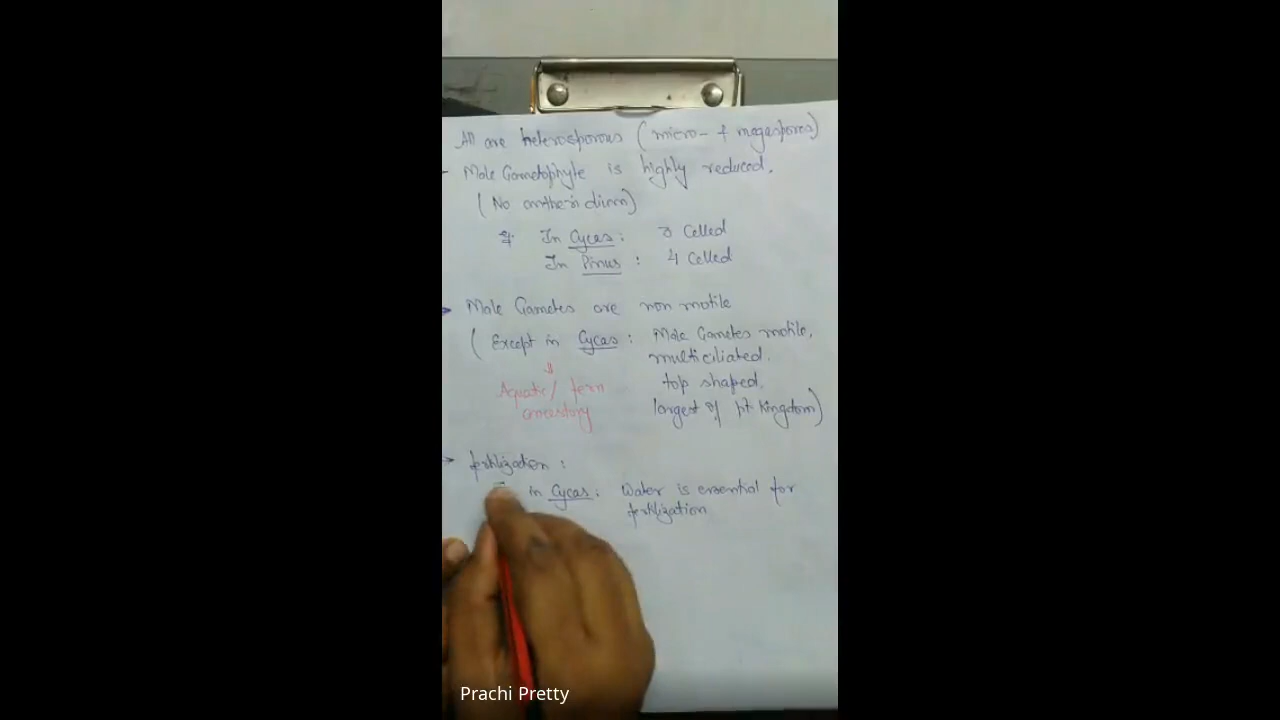 All are heterosporous (micro- + megaspores)
- Male Gametophyte is highly reduced.
(No antheridium)
In Cycas: 3 Celled
In Pinus: 4 Celled
Male Gametes are non motile
(Except in Cycas: Male Gametes motile,
multiciliated.
⇓
top shaped.
Aquatic/ fern
ancestory
largest of pt. Kingdom)
→ fertilization:
in Cycas: Water is essential for
fertilization
Prachi Pretty